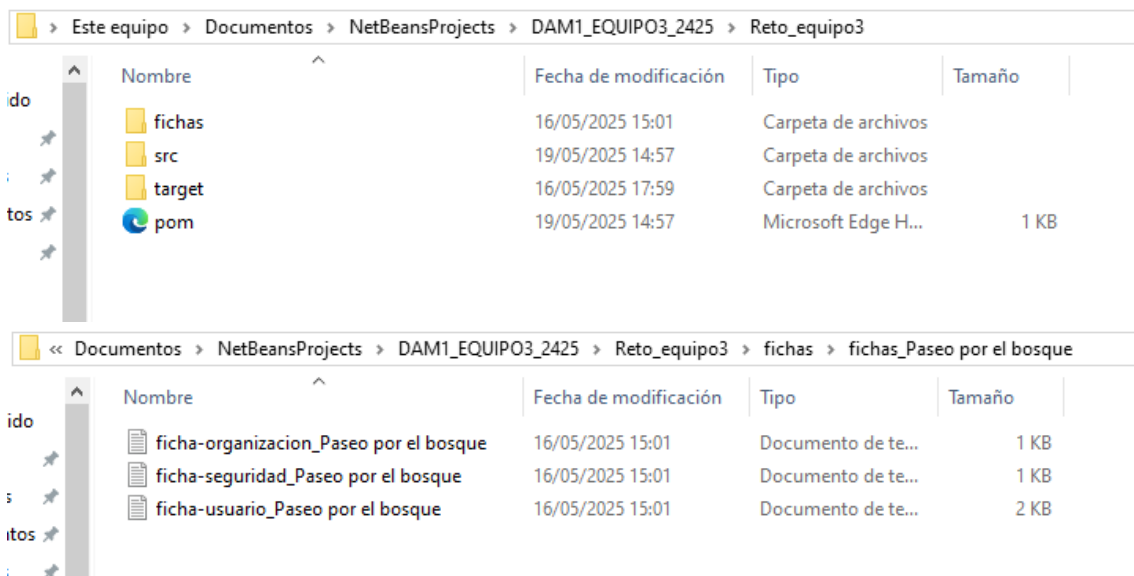 > Este equipo > Documentos > NetBeansProjects > DAM1_EQUIPO3_2425 > Reto_equipo3
Nombre Fecha de modificación Tipo Tamaño
ido
fichas 16/05/2025 15:01 Carpeta de archivos
src 19/05/2025 14:57 Carpeta de archivos
target 16/05/2025 17:59 Carpeta de archivos
tos
pom 19/05/2025 14:57 Microsoft Edge H... 1 KB
« Documentos > NetBeansProjects > DAM1_EQUIPO3_2425 > Reto_equipo3 > fichas > fichas_Paseo por el bosque
Nombre Fecha de modificación Tipo Tamaño
ido
ficha-organizacion_Paseo por el bosque 16/05/2025 15:01 Documento de te... 1 KB
ficha-seguridad_Paseo por el bosque 16/05/2025 15:01 Documento de te... 1 KB
s
ficha-usuario_Paseo por el bosque 16/05/2025 15:01 Documento de te... 2 KB
tos